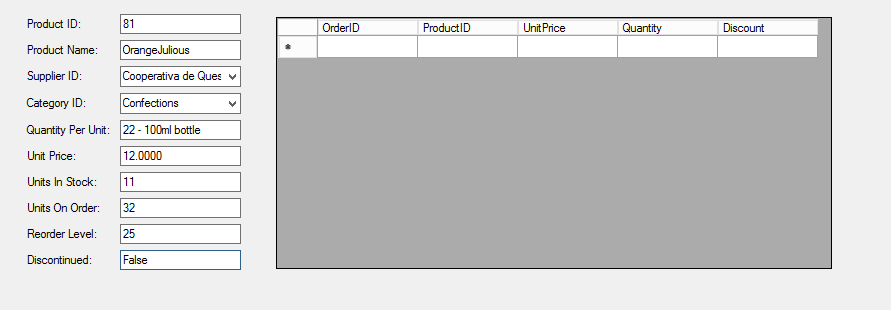 Product ID: 81
Product Name: OrangeJulious
Supplier ID: Cooperativa de Ques
Category ID: Confections
Quantity Per Unit: 22 - 100ml bottle
Unit Price: 12.0000
Units In Stock: 11
Units On Order: 32
Reorder Level: 25
Discontinued: False
OrderID ProductID UnitPrice Quantity Discount
*